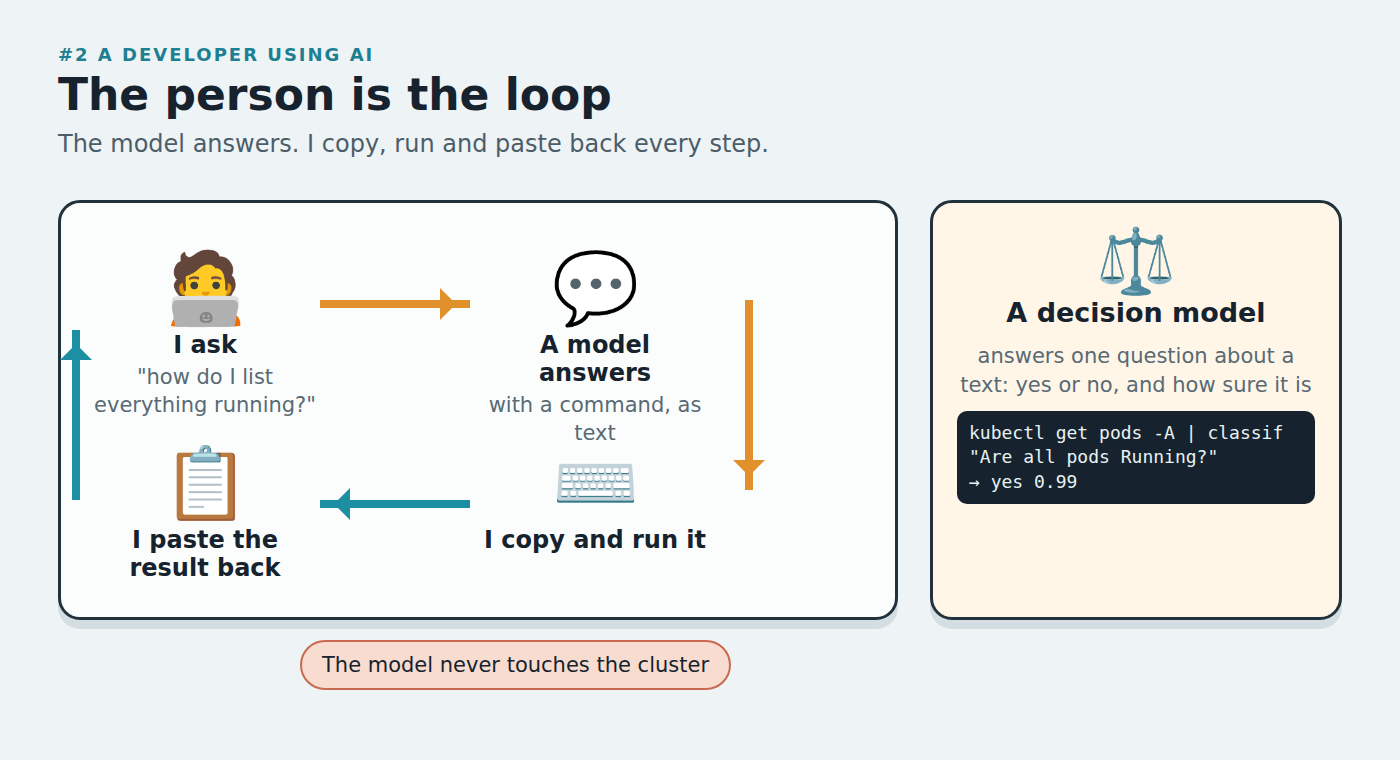 #2 A DEVELOPER USING AI
The person is the loop
The model answers. I copy, run and paste back every step.
I ask
"how do I list
everything running?"
A model
answers
with a command, as
text
I paste the
result back
I copy and run it
The model never touches the cluster
A decision model
answers one question about a
text: yes or no, and how sure it is
kubectl get pods -A | classif
"Are all pods Running?"
→ yes 0.99